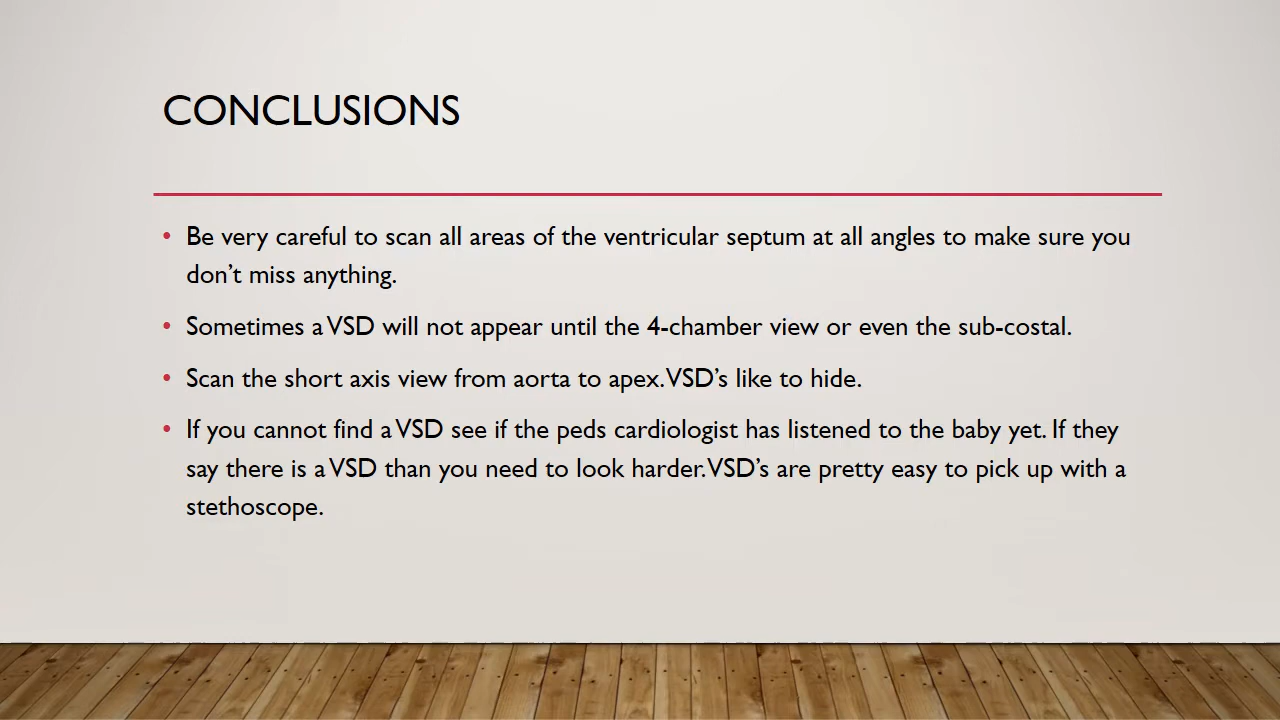 CONCLUSIONS
• Be very careful to scan all areas of the ventricular septum at all angles to make sure you
don’t miss anything.
• Sometimes a VSD will not appear until the 4-chamber view or even the sub-costal.
• Scan the short axis view from aorta to apex. VSD’s like to hide.
• If you cannot find a VSD see if the peds cardiologist has listened to the baby yet. If they
say there is a VSD than you need to look harder. VSD’s are pretty easy to pick up with a
stethoscope.